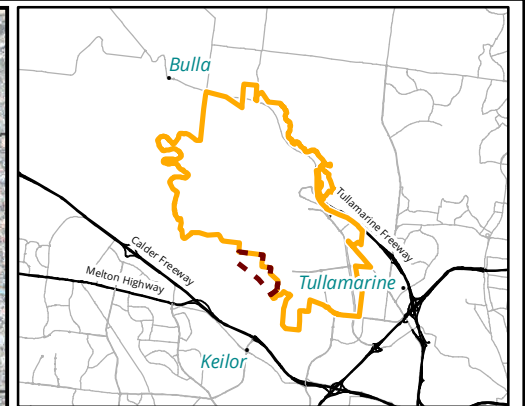 Bulla
Tullamarine Freeway
Calder Freeway
Melton Highway
Tullamarine
Keilor